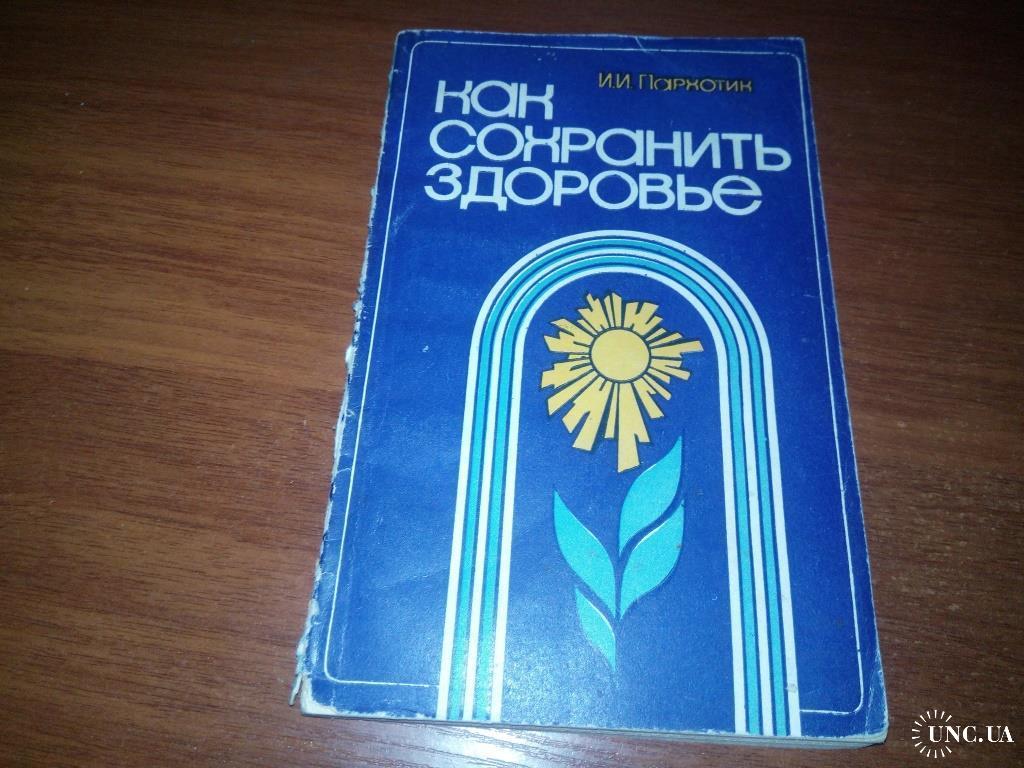 И.И. Пархотик
как
сохранить
здоровье
UNC.UA